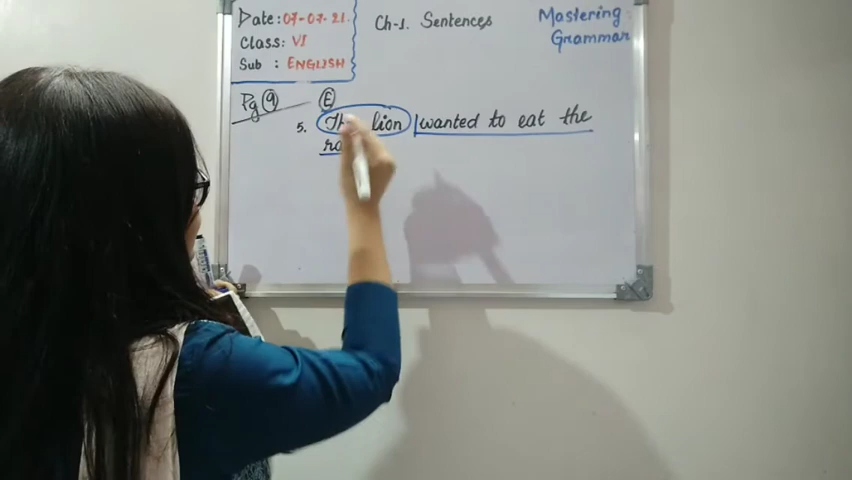 Date: 07-07-21.
Class: VI
Sub : ENGLISH
Ch-1. Sentences
Mastering
Grammar
Pg 9
E
5. The lion wanted to eat the